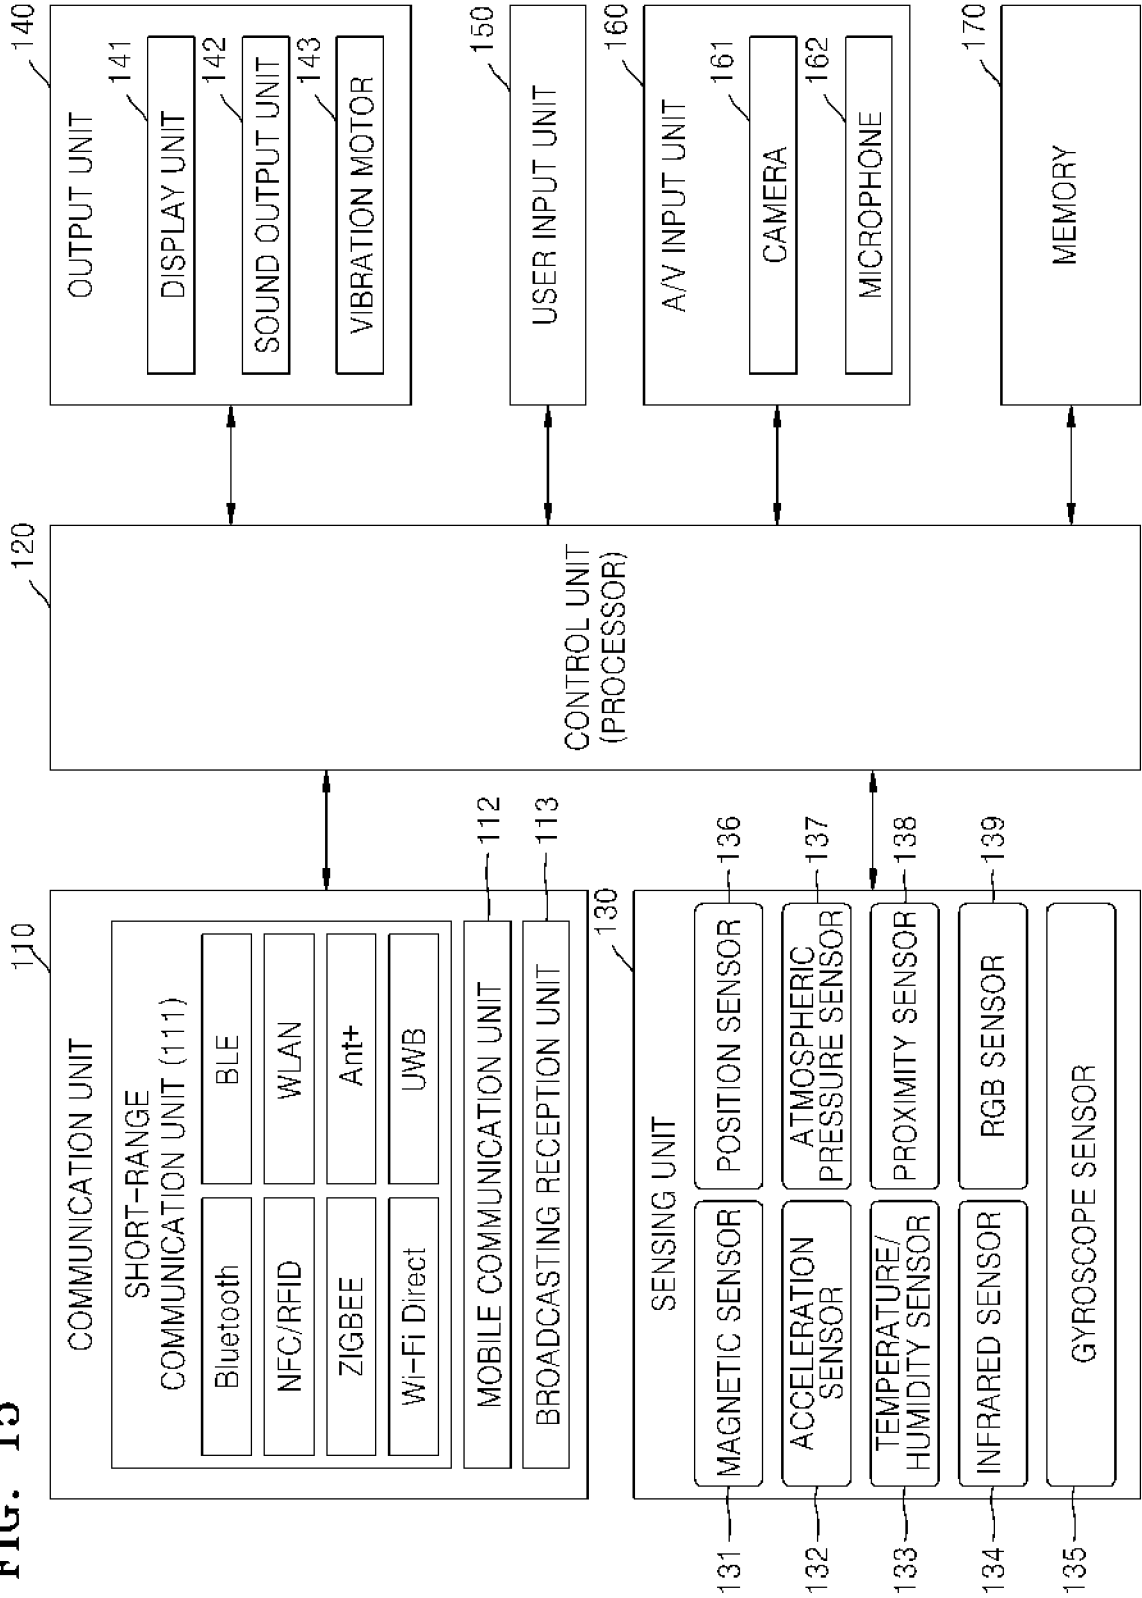 FIG. 15
110
COMMUNICATION UNIT
SHORT-RANGE
COMMUNICATION UNIT (111)
Bluetooth
BLE
NFC/RFID
WLAN
ZIGBEE
Ant+
Wi-Fi Direct
UWB
MOBILE COMMUNICATION UNIT
112
BROADCASTING RECEPTION UNIT
113
130
SENSING UNIT
131
MAGNETIC SENSOR
POSITION SENSOR
136
132
ACCELERATION
SENSOR
ATMOSPHERIC
PRESSURE SENSOR
137
133
TEMPERATURE/
HUMIDITY SENSOR
PROXIMITY SENSOR
138
134
INFRARED SENSOR
RGB SENSOR
139
135
GYROSCOPE SENSOR
120
CONTROL UNIT
(PROCESSOR)
140
OUTPUT UNIT
141
DISPLAY UNIT
142
SOUND OUTPUT UNIT
143
VIBRATION MOTOR
150
USER INPUT UNIT
160
A/V INPUT UNIT
161
CAMERA
162
MICROPHONE
170
MEMORY